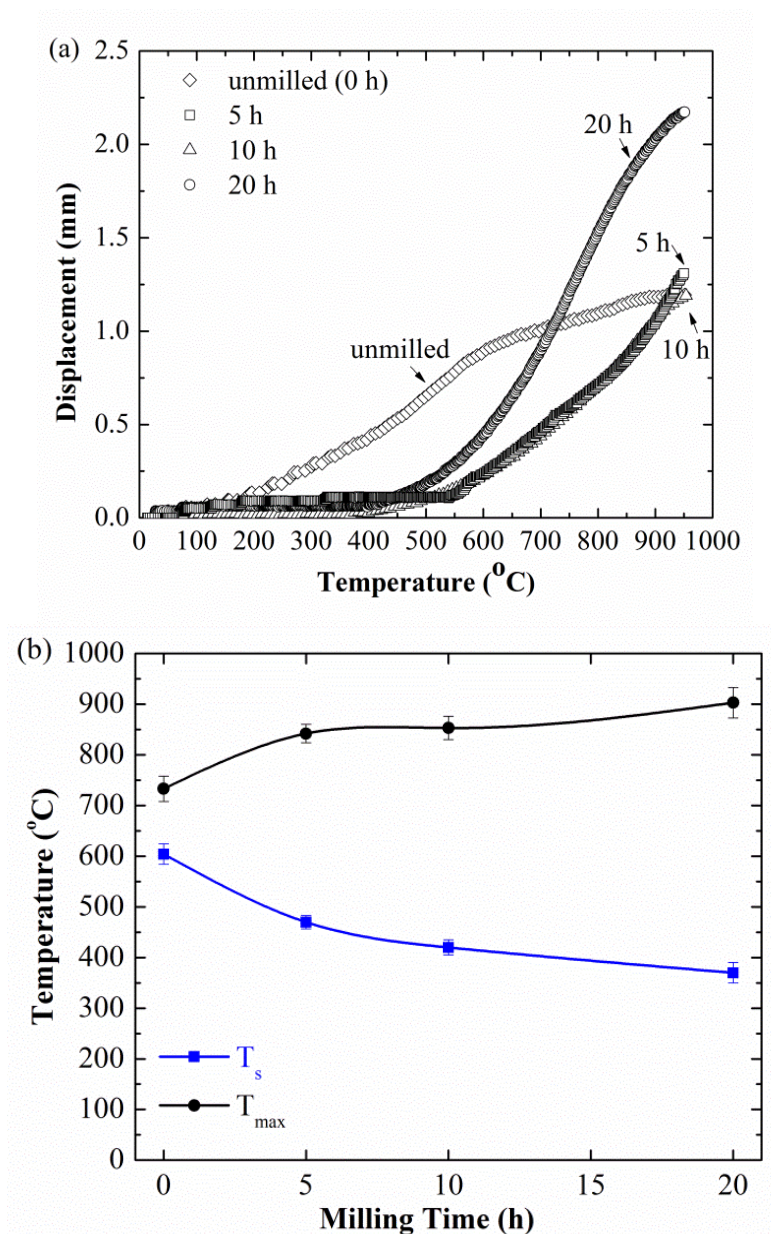 (a)
unmilled (0 h)
5 h
10 h
20 h
20 h
5 h
10 h
unmilled
Displacement (mm)
2.5
2.0
1.5
1.0
0.5
0.0
0 100 200 300 400 500 600 700 800 900 1000
Temperature (°C)
(b)
1000
900
800
700
600
500
400
300
200
100
0
Temperature (°C)
Ts
Tmax
0 5 10 15 20
Milling Time (h)